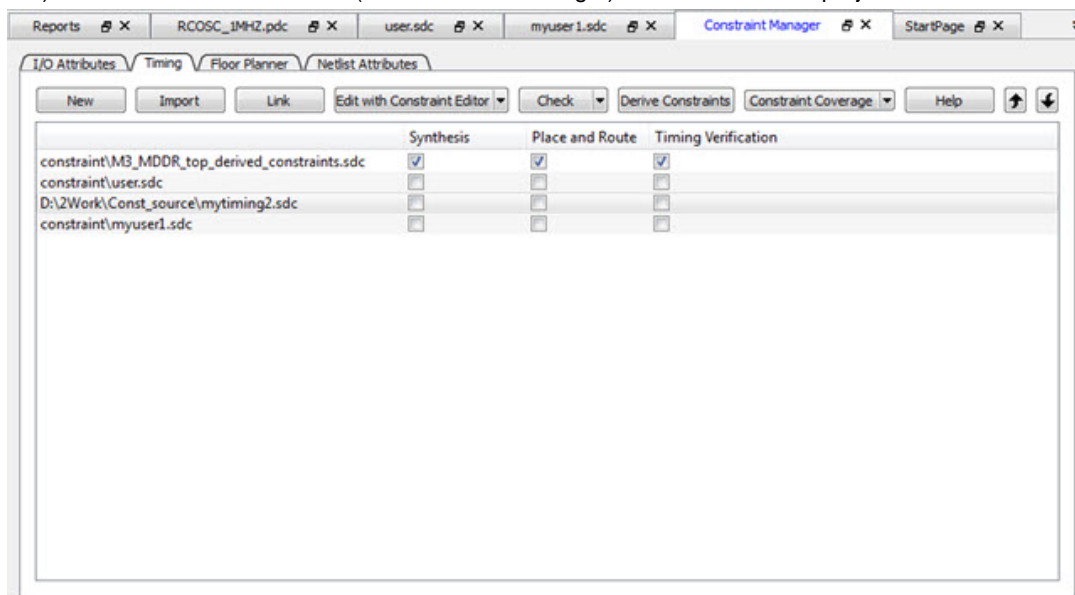 Reports RCOSC_1MHZ.pdc user.sdc myuser1.sdc Constraint Manager StartPage
I/O Attributes Timing Floor Planner Netlist Attributes
New Import Link Edit with Constraint Editor Check Derive Constraints Constraint Coverage Help
Synthesis Place and Route Timing Verification
constraint\M3_MDDR_top_derived_constraints.sdc
constraint\user.sdc
D:\2Work\Const_source\mytiming2.sdc
constraint\myuser1.sdc